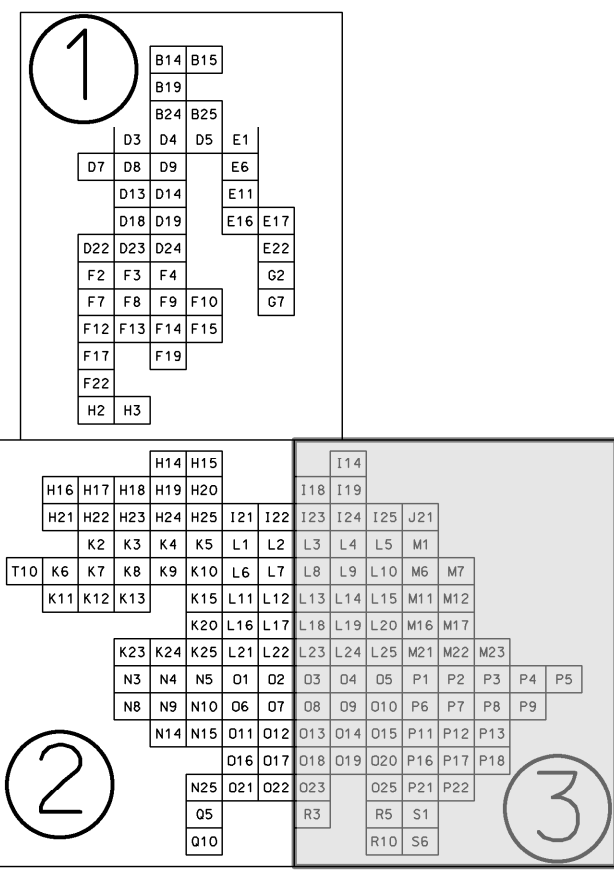 1
B14 B15
B19
B24 B25
D3 D4 D5 E1
D7 D8 D9 E6
D13 D14 E11
D18 D19 E16 E17
D22 D23 D24 E22
F2 F3 F4 G2
F7 F8 F9 F10 G7
F12 F13 F14 F15
F17 F19
F22
H2 H3
H14 H15 I14
H16 H17 H18 H19 H20 I18 I19
H21 H22 H23 H24 H25 I21 I22 I23 I24 I25 J21
K2 K3 K4 K5 L1 L2 L3 L4 L5 M1
T10 K6 K7 K8 K9 K10 L6 L7 L8 L9 L10 M6 M7
K11 K12 K13 K15 L11 L12 L13 L14 L15 M11 M12
K20 L16 L17 L18 L19 L20 M16 M17
K23 K24 K25 L21 L22 L23 L24 L25 M21 M22 M23
N3 N4 N5 O1 O2 O3 O4 O5 P1 P2 P3 P4 P5
N8 N9 N10 O6 O7 O8 O9 O10 P6 P7 P8 P9
N14 N15 O11 O12 O13 O14 O15 P11 P12 P13
O16 O17 O18 O19 O20 P16 P17 P18
N25 O21 O22 O23 O25 P21 P22
Q5 R3 R5 S1
Q10 R10 S6
2
3